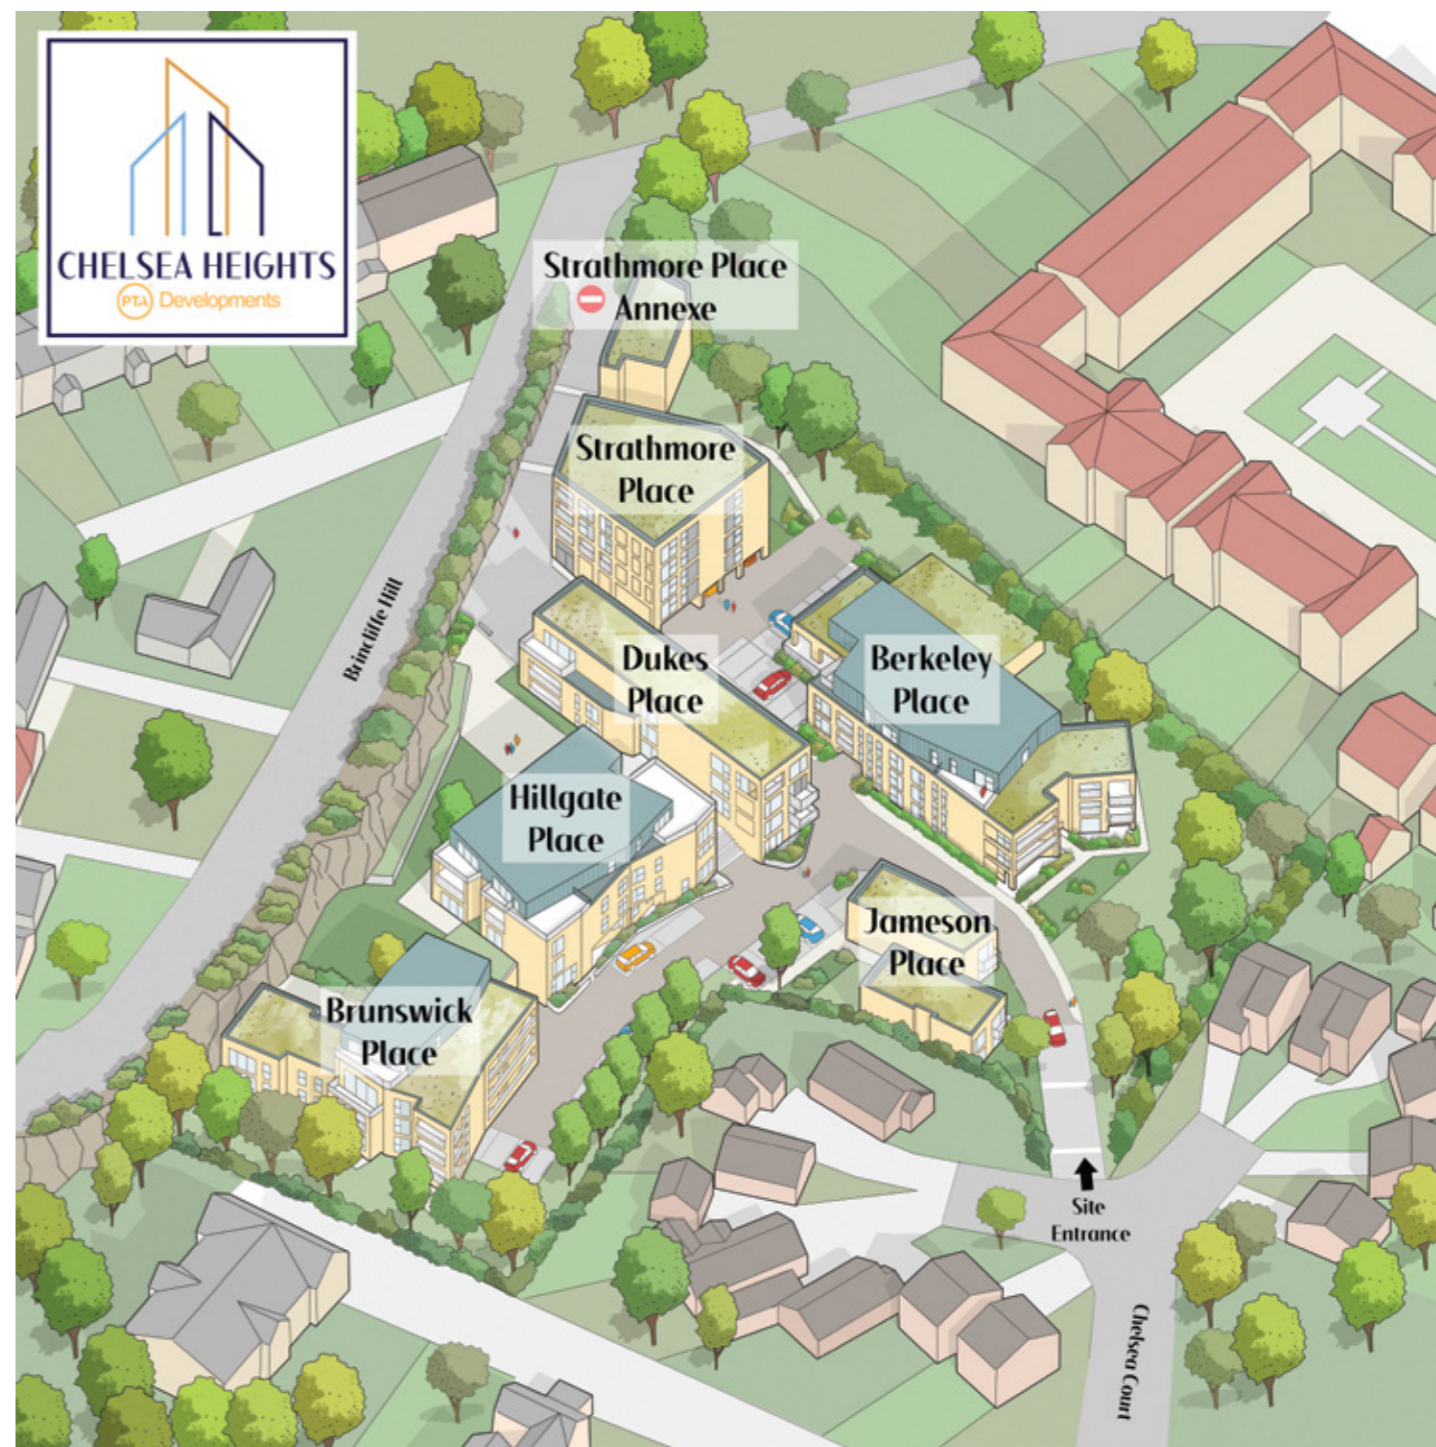 CHELSEA HEIGHTS
PTA Developments
Strathmore Place
Annexe
Strathmore
Place
Dukes
Place
Berkeley
Place
Brincliffe Hill
Hillgate
Place
Jameson
Place
Brunswick
Place
Site
Entrance
Chelsea Court